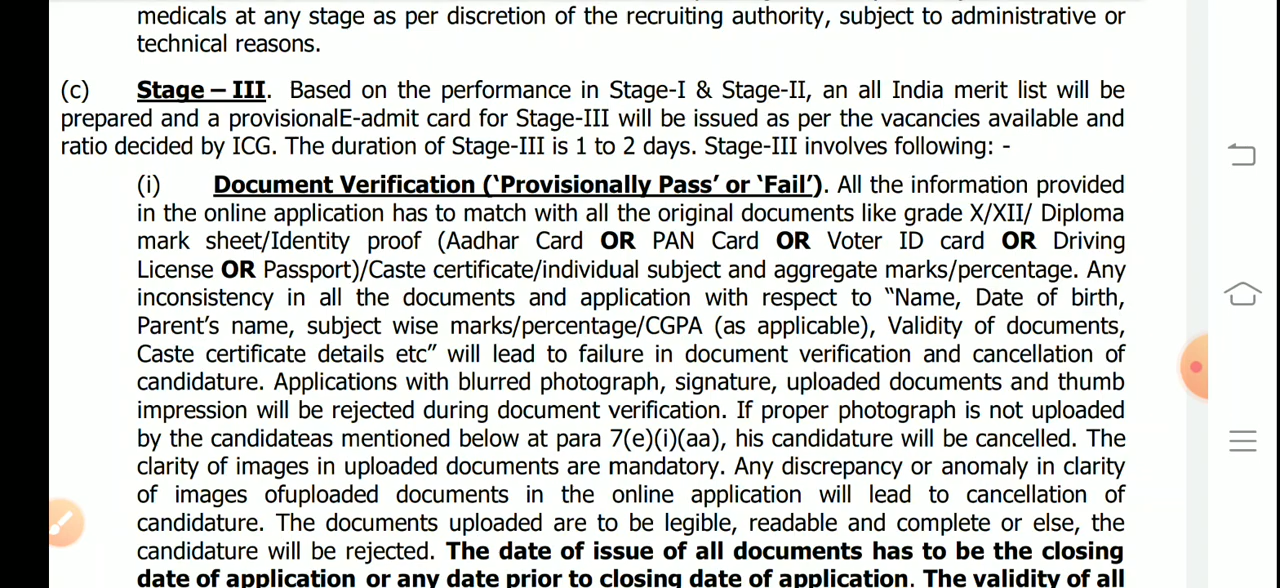 medicals at any stage as per discretion of the recruiting authority, subject to administrative or
technical reasons.
(c) Stage – III. Based on the performance in Stage-I & Stage-II, an all India merit list will be
prepared and a provisionalE-admit card for Stage-III will be issued as per the vacancies available and
ratio decided by ICG. The duration of Stage-III is 1 to 2 days. Stage-III involves following: -
(i) Document Verification (‘Provisionally Pass’ or ‘Fail’). All the information provided
in the online application has to match with all the original documents like grade X/XII/ Diploma
mark sheet/Identity proof (Aadhar Card OR PAN Card OR Voter ID card OR Driving
License OR Passport)/Caste certificate/individual subject and aggregate marks/percentage. Any
inconsistency in all the documents and application with respect to “Name, Date of birth,
Parent’s name, subject wise marks/percentage/CGPA (as applicable), Validity of documents,
Caste certificate details etc” will lead to failure in document verification and cancellation of
candidature. Applications with blurred photograph, signature, uploaded documents and thumb
impression will be rejected during document verification. If proper photograph is not uploaded
by the candidateas mentioned below at para 7(e)(i)(aa), his candidature will be cancelled. The
clarity of images in uploaded documents are mandatory. Any discrepancy or anomaly in clarity
of images ofuploaded documents in the online application will lead to cancellation of
candidature. The documents uploaded are to be legible, readable and complete or else, the
candidature will be rejected. The date of issue of all documents has to be the closing
date of application or any date prior to closing date of application. The validity of all